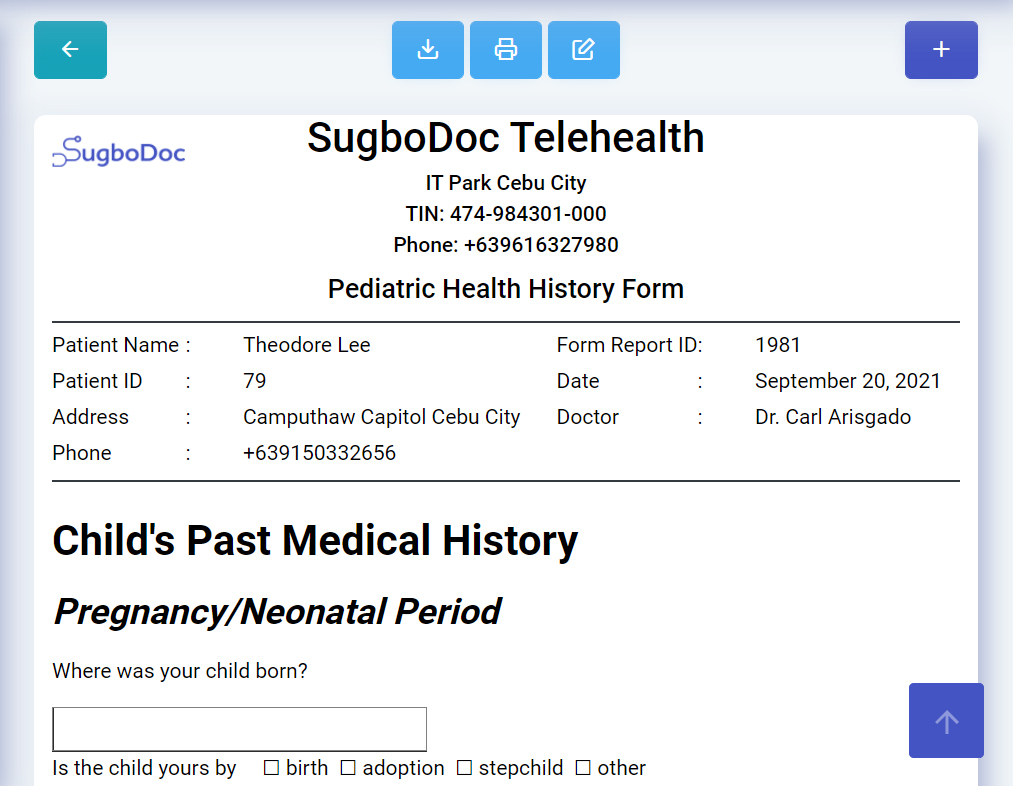 SugboDoc
SugboDoc Telehealth
IT Park Cebu City
TIN: 474-984301-000
Phone: +639616327980
Pediatric Health History Form
Patient Name : Theodore Lee Form Report ID: 1981
Patient ID : 79 Date : September 20, 2021
Address : Camputhaw Capitol Cebu City Doctor : Dr. Carl Arisgado
Phone : +639150332656
Child's Past Medical History
Pregnancy/Neonatal Period
Where was your child born?
Is the child yours by ☐ birth ☐ adoption ☐ stepchild ☐ other